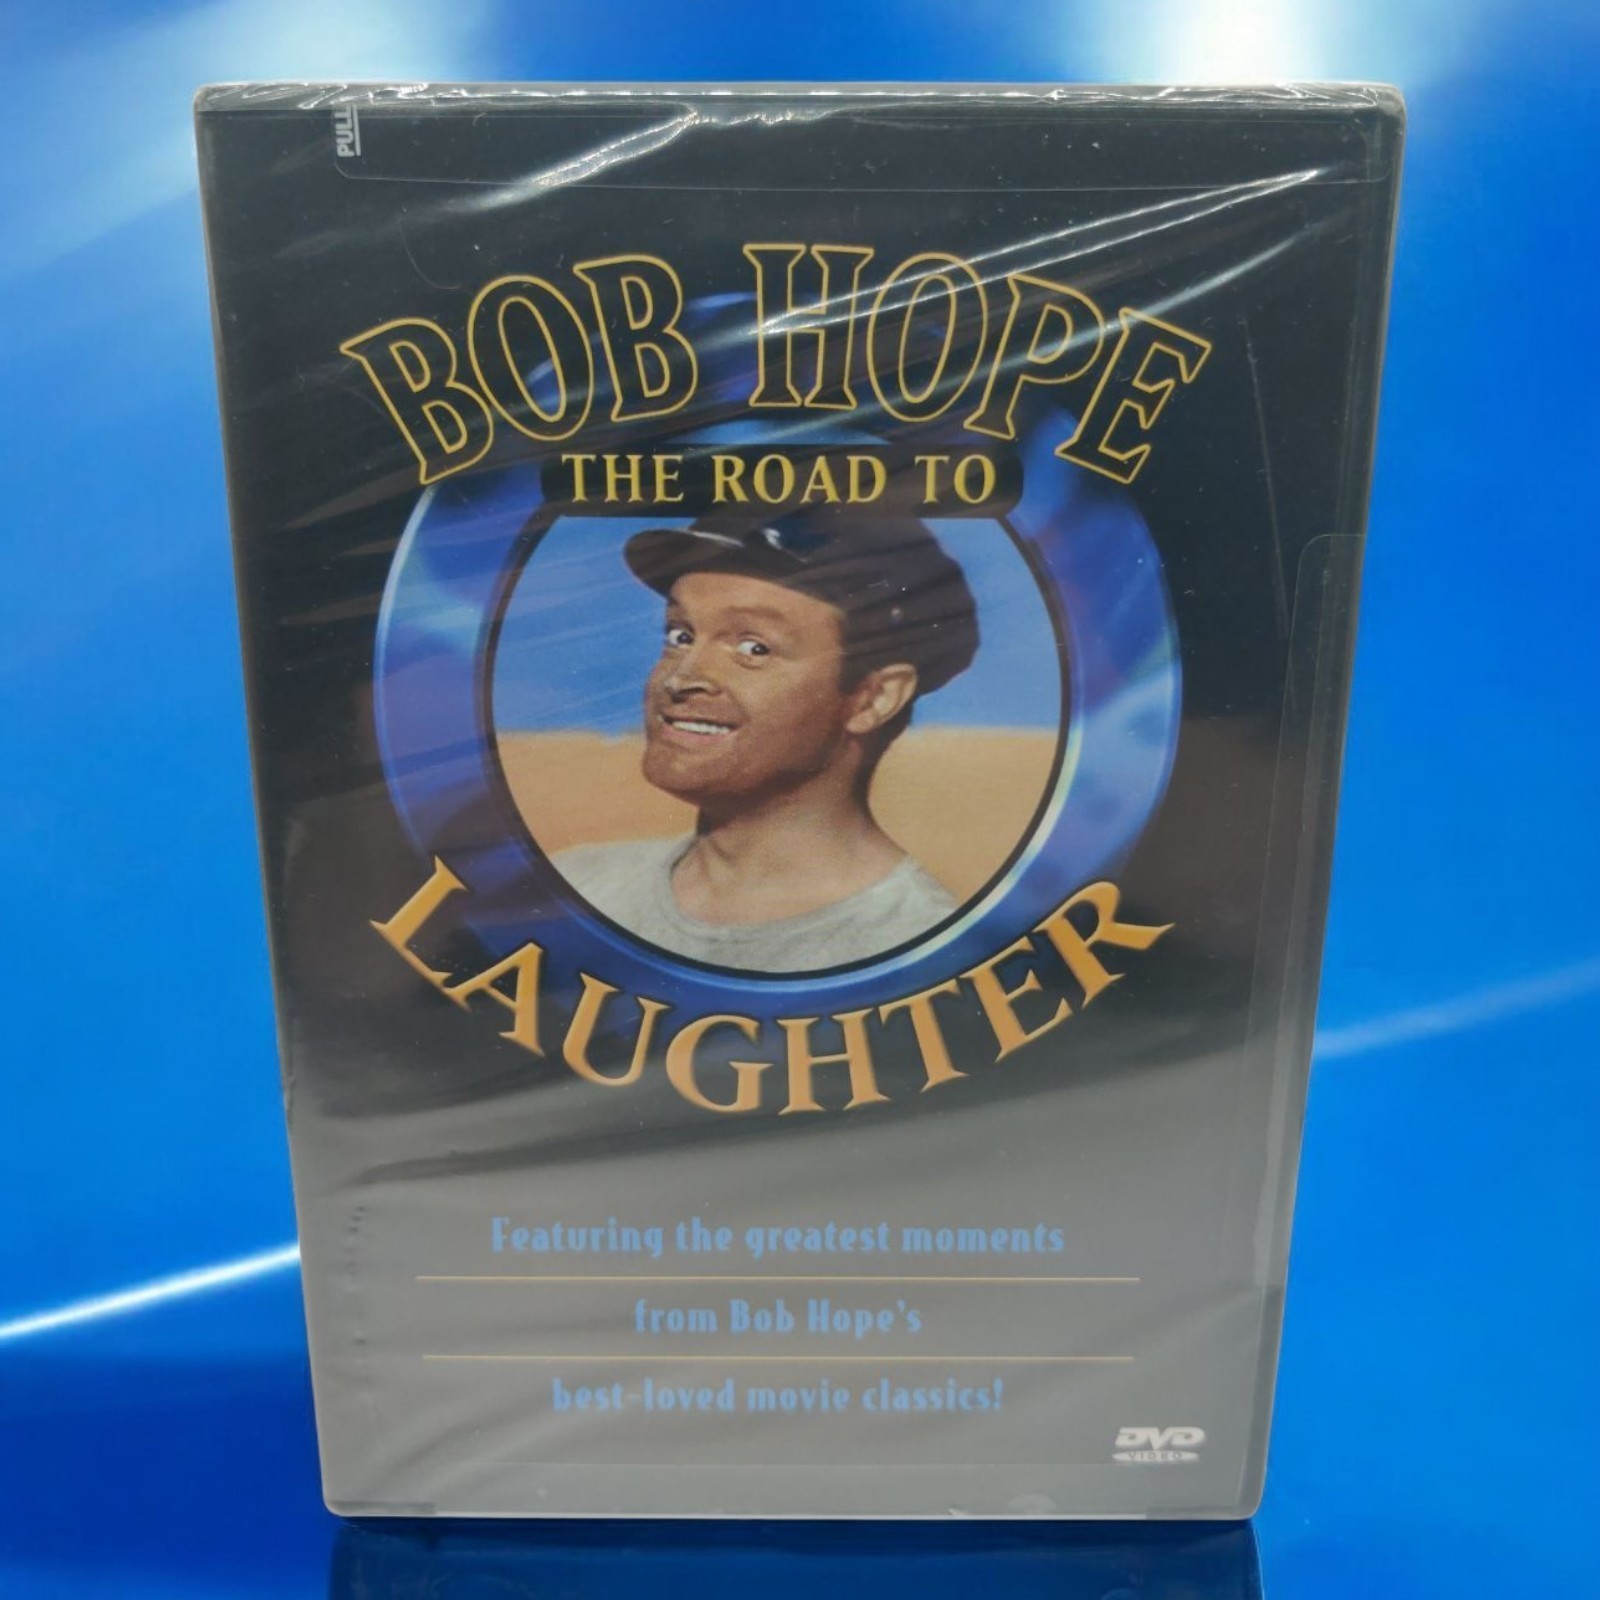 PULL
BOB HOPE
THE ROAD TO
LAUGHTER
Featuring the greatest moments
from Bob Hope's
best-loved movie classics!
DVD
VIDEO